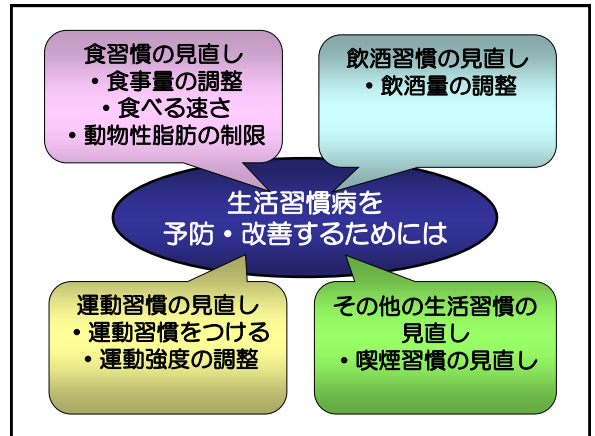 食習慣の見直し
・食事量の調整
・食べる速さ
・動物性脂肪の制限
飲酒習慣の見直し
・飲酒量の調整
生活習慣病を
予防・改善するためには
運動習慣の見直し
・運動習慣をつける
・運動強度の調整
その他の生活習慣の
見直し
・喫煙習慣の見直し